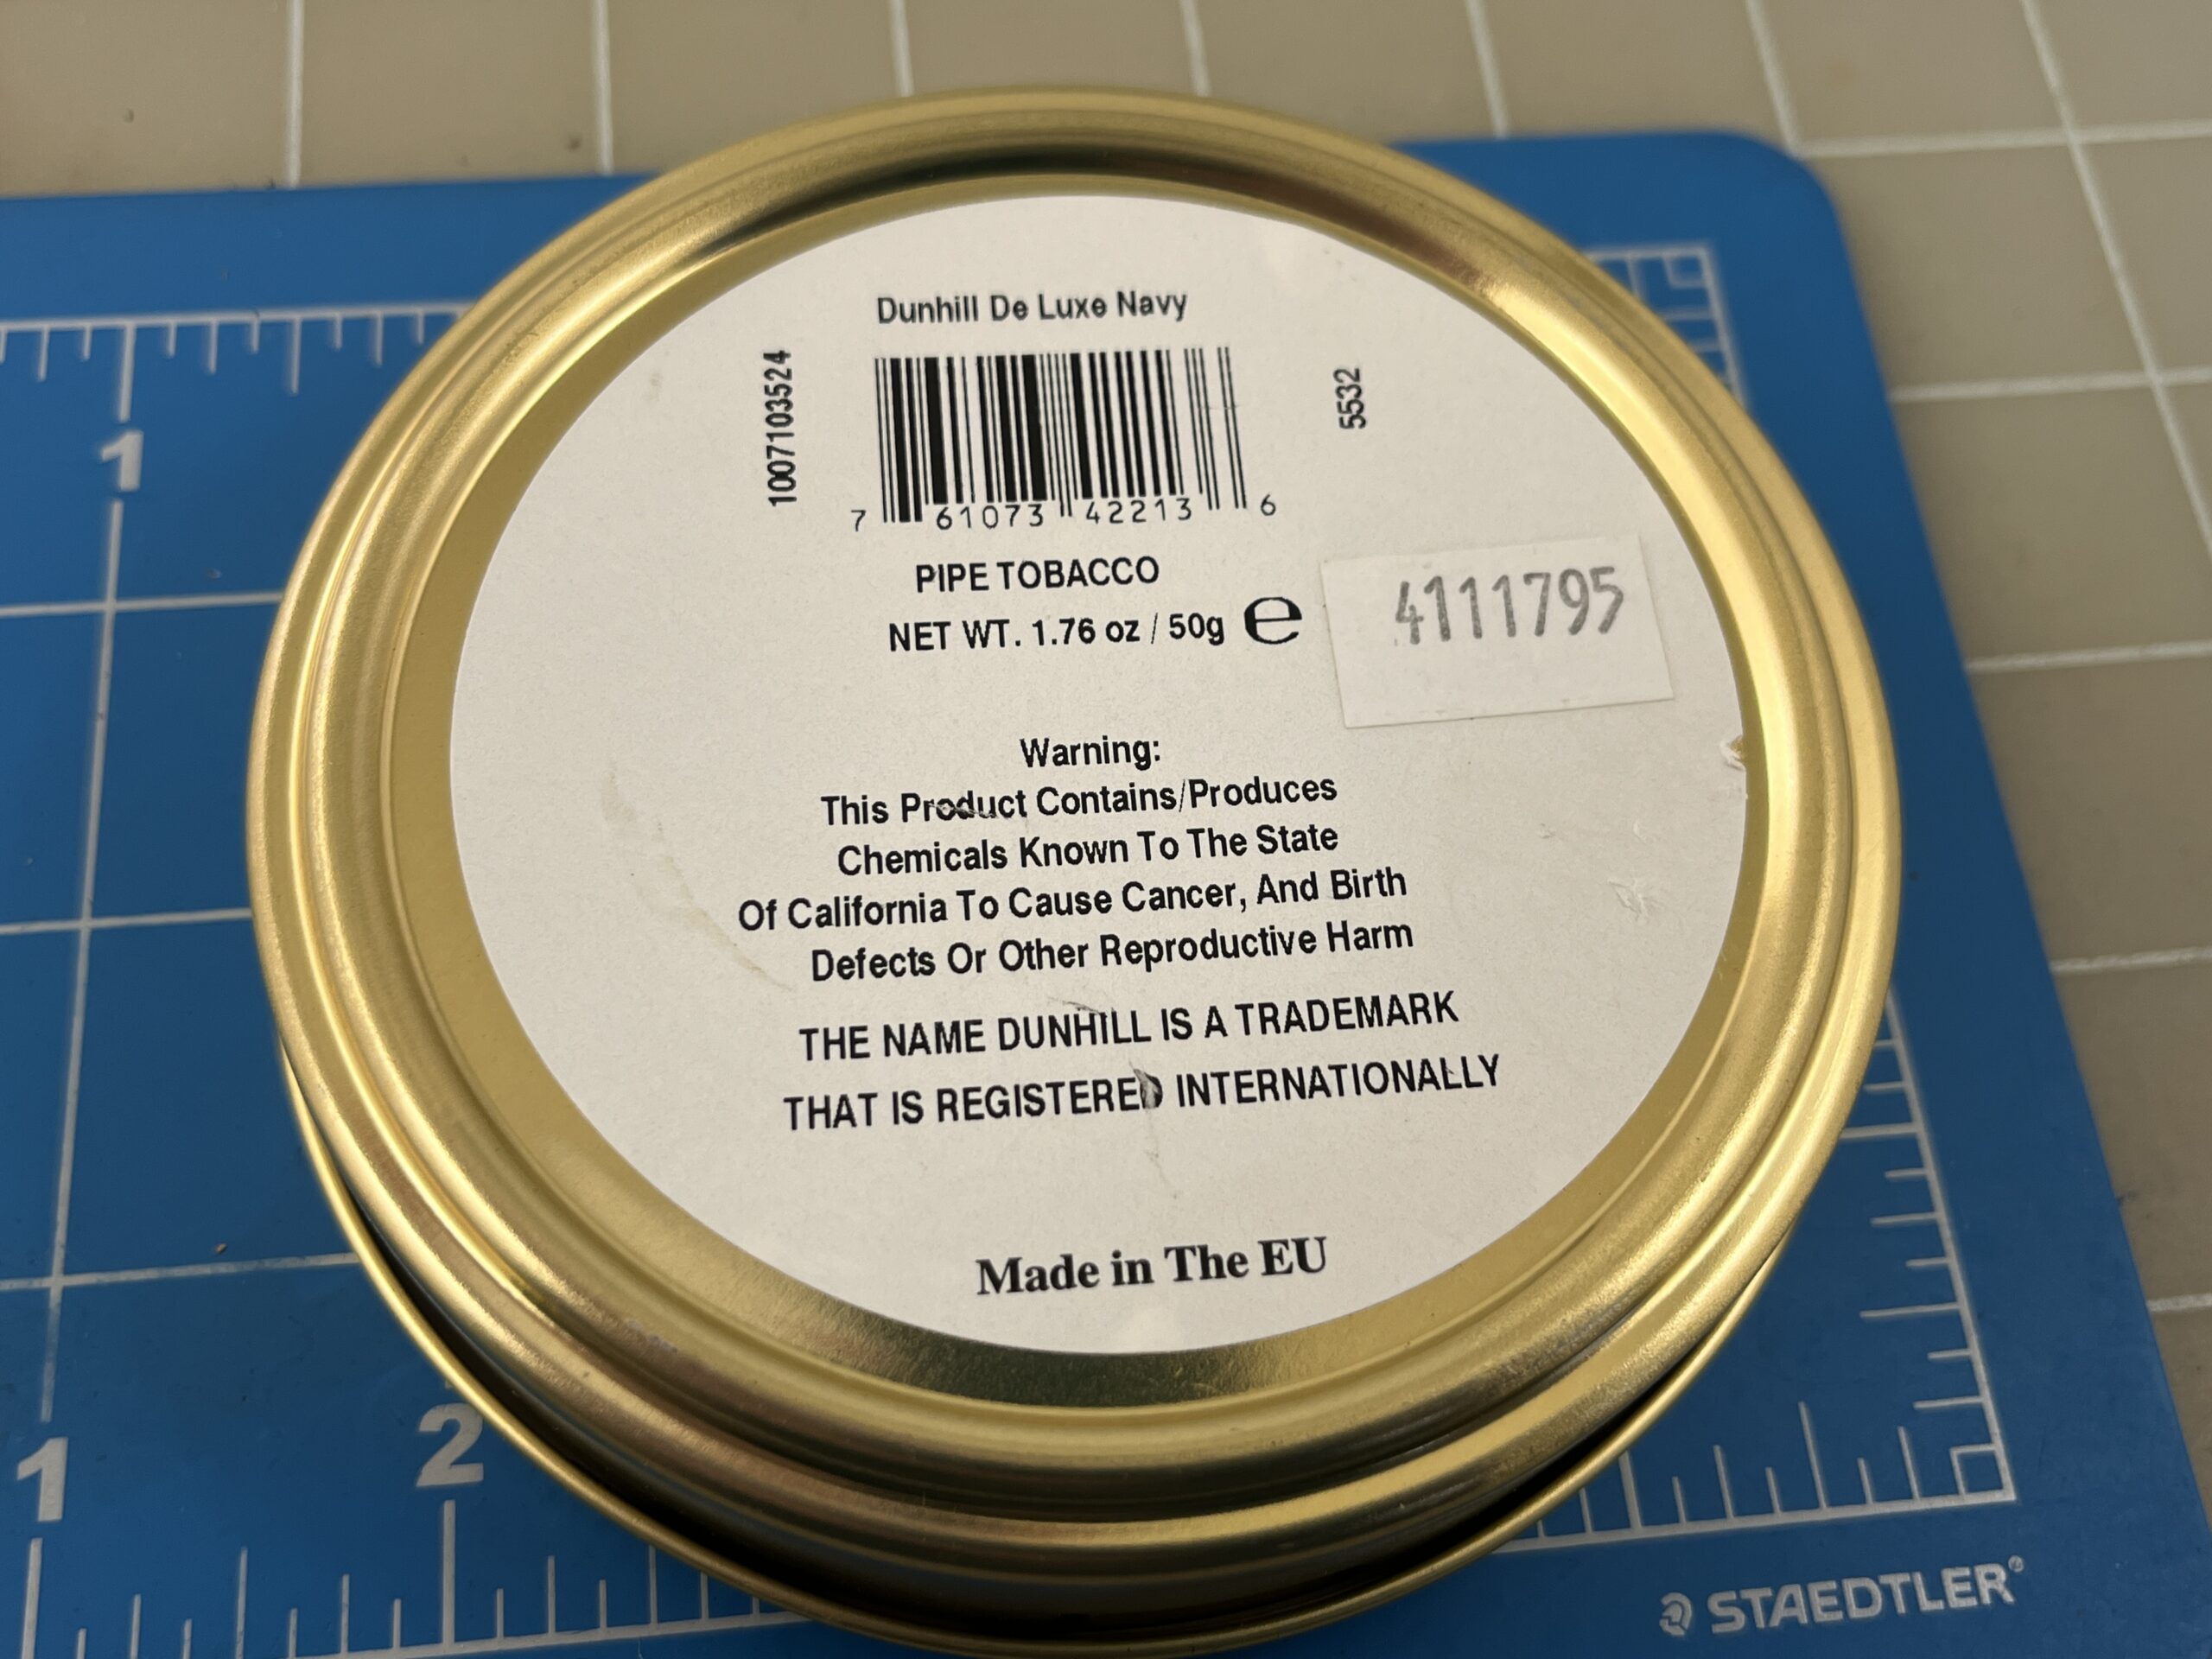 Dunhill De Luxe Navy
1007103524
5532
7 61073 42213 6
PIPE TOBACCO
NET WT. 1.76 oz / 50g e
4111795
Warning:
This Product Contains/Produces
Chemicals Known To The State
Of California To Cause Cancer, And Birth
Defects Or Other Reproductive Harm
THE NAME DUNHILL IS A TRADEMARK
THAT IS REGISTERED INTERNATIONALLY
Made in The EU
1
1
2
STAEDTLER®